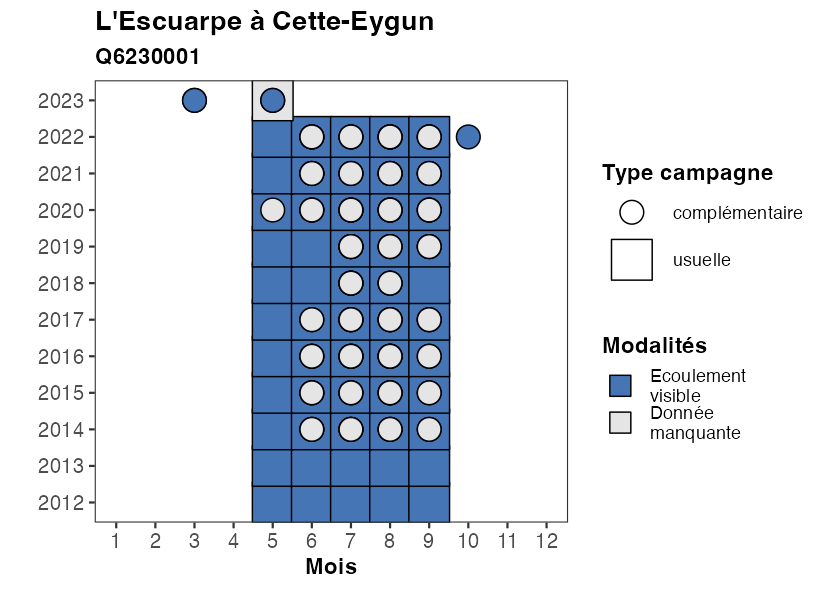 L'Escuarpe à Cette-Eygun
Q6230001
2023
2022
2021
2020
2019
2018
2017
2016
2015
2014
2013
2012
1 2 3 4 5 6 7 8 9 10 11 12
Mois
Type campagne
complémentaire
usuelle
Modalités
Ecoulement
visible
Donnée
manquante